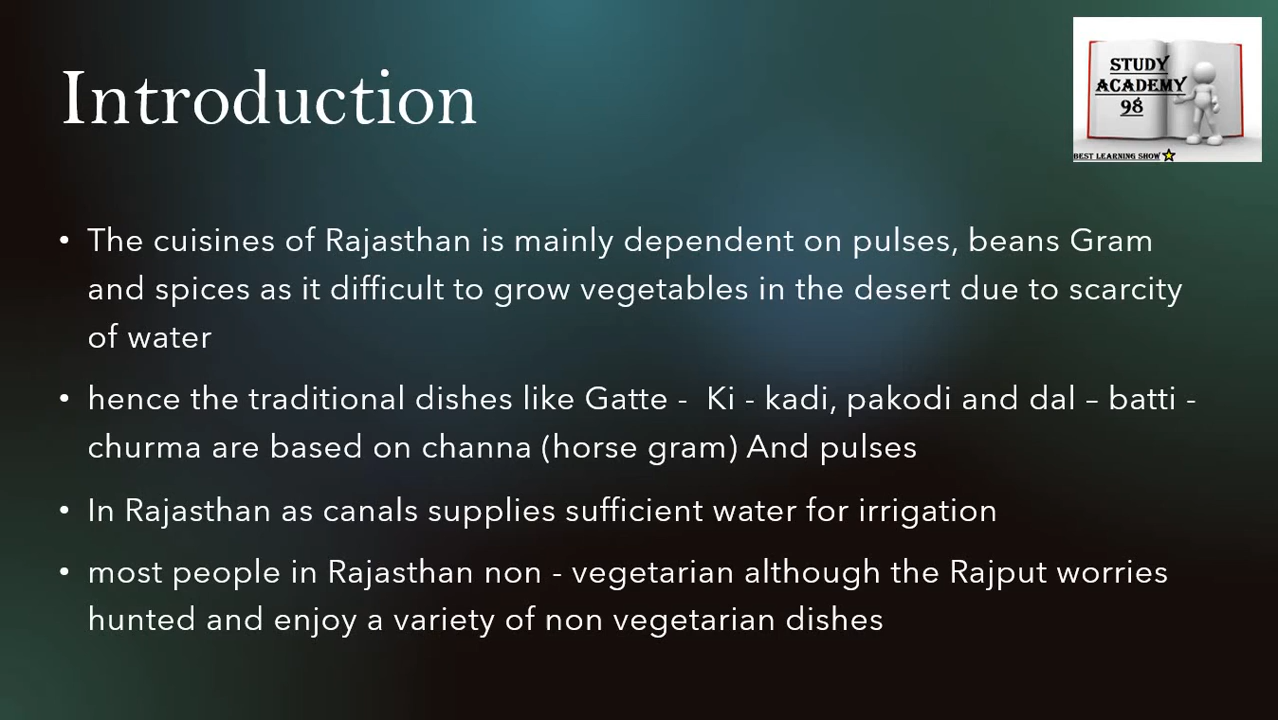 Introduction
STUDY
ACADEMY
98
BEST LEARNING SHOW
• The cuisines of Rajasthan is mainly dependent on pulses, beans Gram
and spices as it difficult to grow vegetables in the desert due to scarcity
of water
• hence the traditional dishes like Gatte - Ki - kadi, pakodi and dal – batti -
churma are based on channa (horse gram) And pulses
• In Rajasthan as canals supplies sufficient water for irrigation
• most people in Rajasthan non - vegetarian although the Rajput worries
hunted and enjoy a variety of non vegetarian dishes